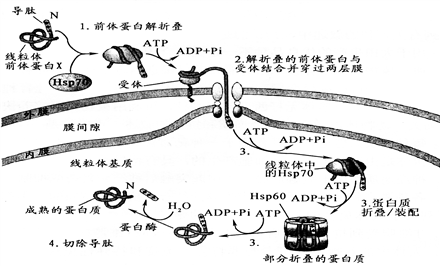 导肽
N
1. 前体蛋白解折叠
ATP
ADP+Pi
线粒体
前体蛋白X
Hsp70
受体
2. 解折叠的前体蛋白与
受体结合并穿过两层膜
外膜
膜间隙
内膜
线粒体基质
ATP
ADP+Pi
3.
线粒体中
的Hsp70
ATP
ADP+Pi
3. 蛋白质
折叠/装配
Hsp60
部分折叠的蛋白质
ADP+Pi
ATP
3.
H₂O
蛋白酶
N
成熟的蛋白质
4. 切除导肽